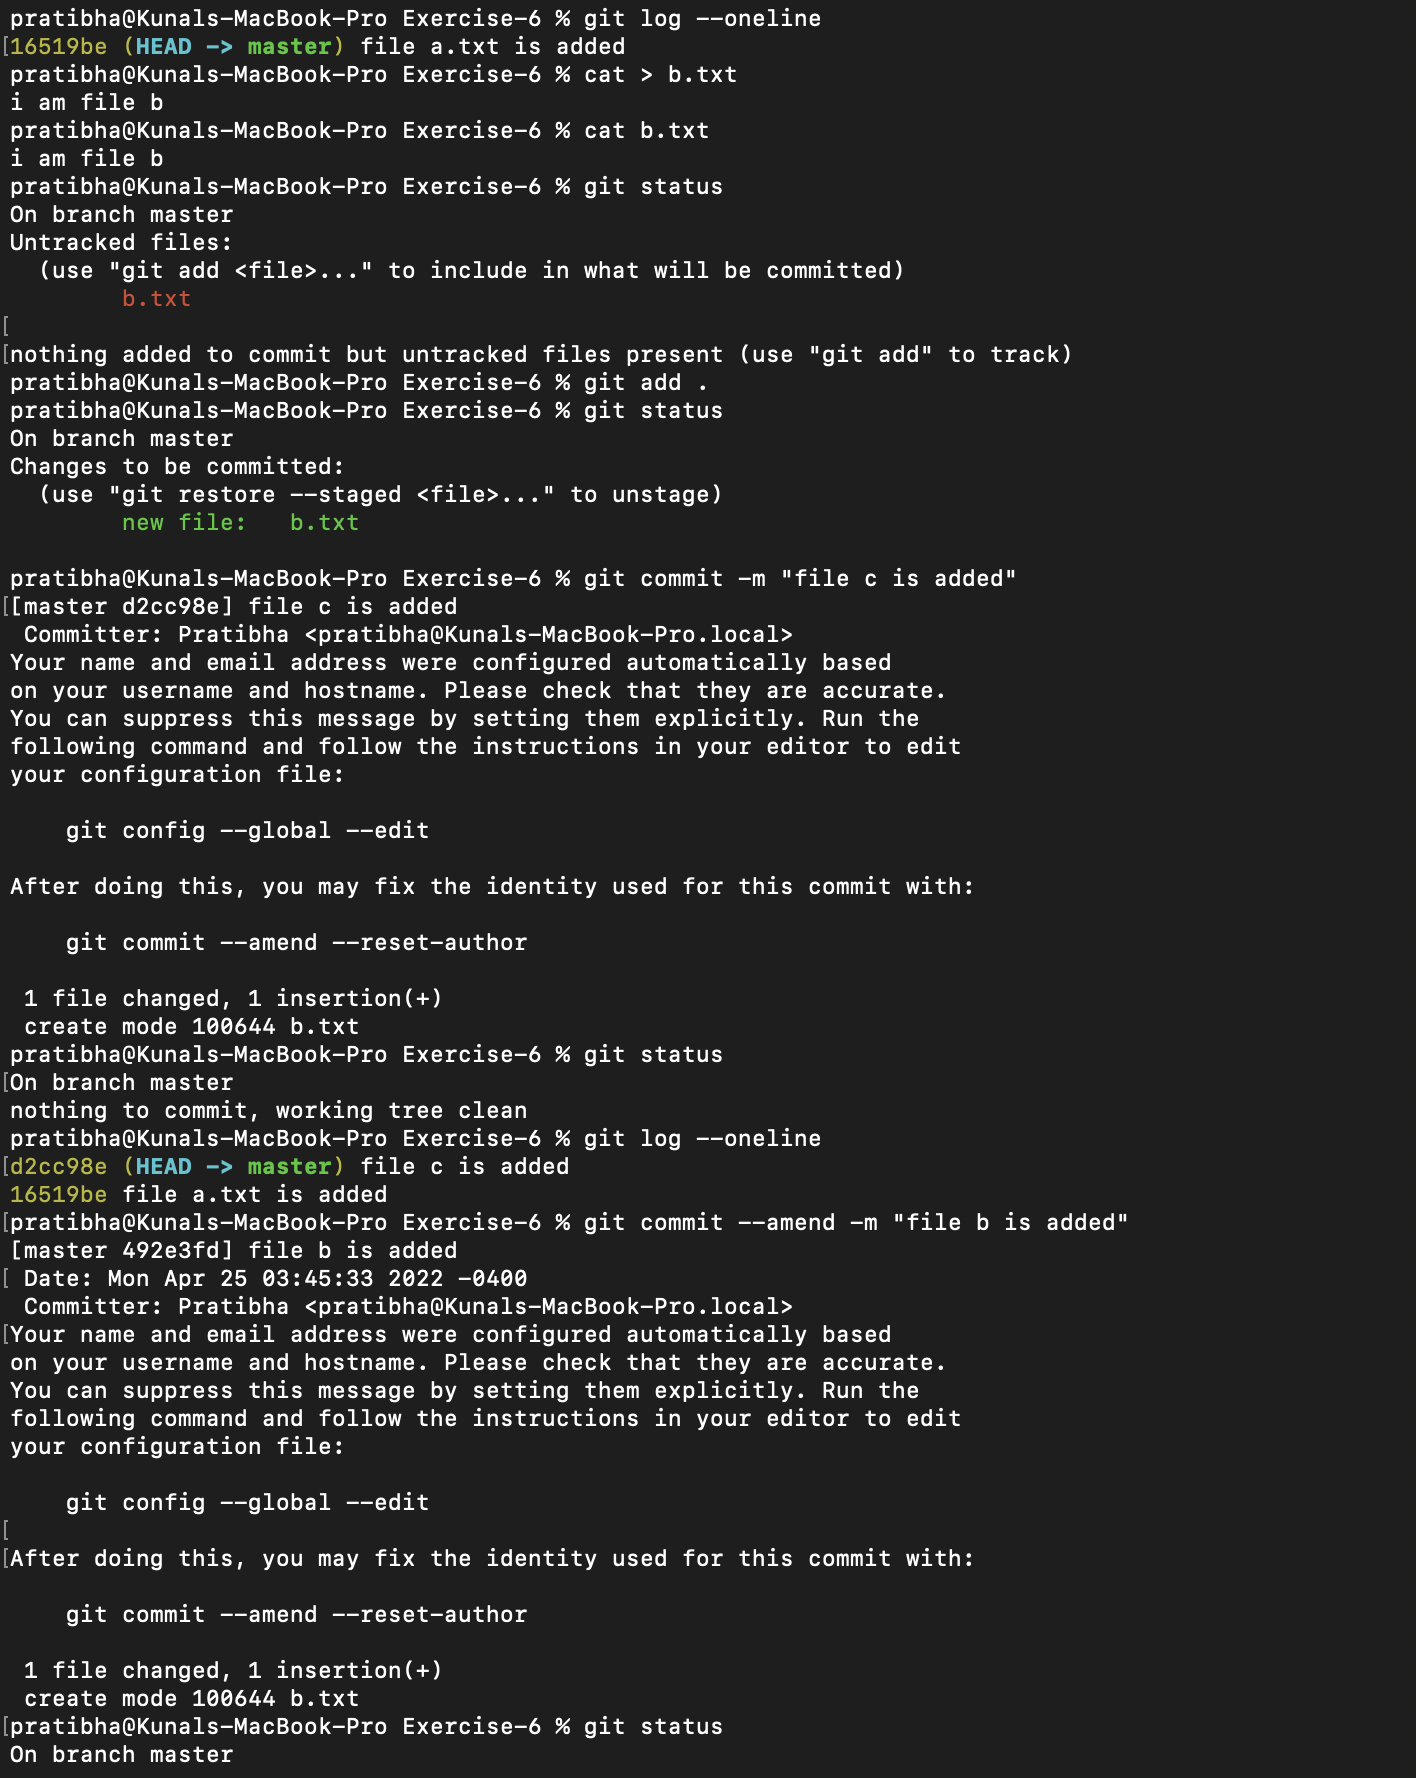 pratibha@Kunals-MacBook-Pro Exercise-6 % git log --oneline
[16519be (HEAD -> master) file a.txt is added
pratibha@Kunals-MacBook-Pro Exercise-6 % cat > b.txt
i am file b
pratibha@Kunals-MacBook-Pro Exercise-6 % cat b.txt
i am file b
pratibha@Kunals-MacBook-Pro Exercise-6 % git status
On branch master
Untracked files:
  (use "git add <file>..." to include in what will be committed)
        b.txt
[
[nothing added to commit but untracked files present (use "git add" to track)
pratibha@Kunals-MacBook-Pro Exercise-6 % git add .
pratibha@Kunals-MacBook-Pro Exercise-6 % git status
On branch master
Changes to be committed:
  (use "git restore --staged <file>..." to unstage)
        new file:   b.txt

pratibha@Kunals-MacBook-Pro Exercise-6 % git commit -m "file c is added"
[[master d2cc98e] file c is added
 Committer: Pratibha <pratibha@Kunals-MacBook-Pro.local>
Your name and email address were configured automatically based
on your username and hostname. Please check that they are accurate.
You can suppress this message by setting them explicitly. Run the
following command and follow the instructions in your editor to edit
your configuration file:

    git config --global --edit

After doing this, you may fix the identity used for this commit with:

    git commit --amend --reset-author

 1 file changed, 1 insertion(+)
 create mode 100644 b.txt
pratibha@Kunals-MacBook-Pro Exercise-6 % git status
[On branch master
nothing to commit, working tree clean
pratibha@Kunals-MacBook-Pro Exercise-6 % git log --oneline
[d2cc98e (HEAD -> master) file c is added
16519be file a.txt is added
[pratibha@Kunals-MacBook-Pro Exercise-6 % git commit --amend -m "file b is added"
[master 492e3fd] file b is added
[ Date: Mon Apr 25 03:45:33 2022 -0400
 Committer: Pratibha <pratibha@Kunals-MacBook-Pro.local>
[Your name and email address were configured automatically based
on your username and hostname. Please check that they are accurate.
You can suppress this message by setting them explicitly. Run the
following command and follow the instructions in your editor to edit
your configuration file:

    git config --global --edit
[
[After doing this, you may fix the identity used for this commit with:

    git commit --amend --reset-author

 1 file changed, 1 insertion(+)
 create mode 100644 b.txt
[pratibha@Kunals-MacBook-Pro Exercise-6 % git status
On branch master